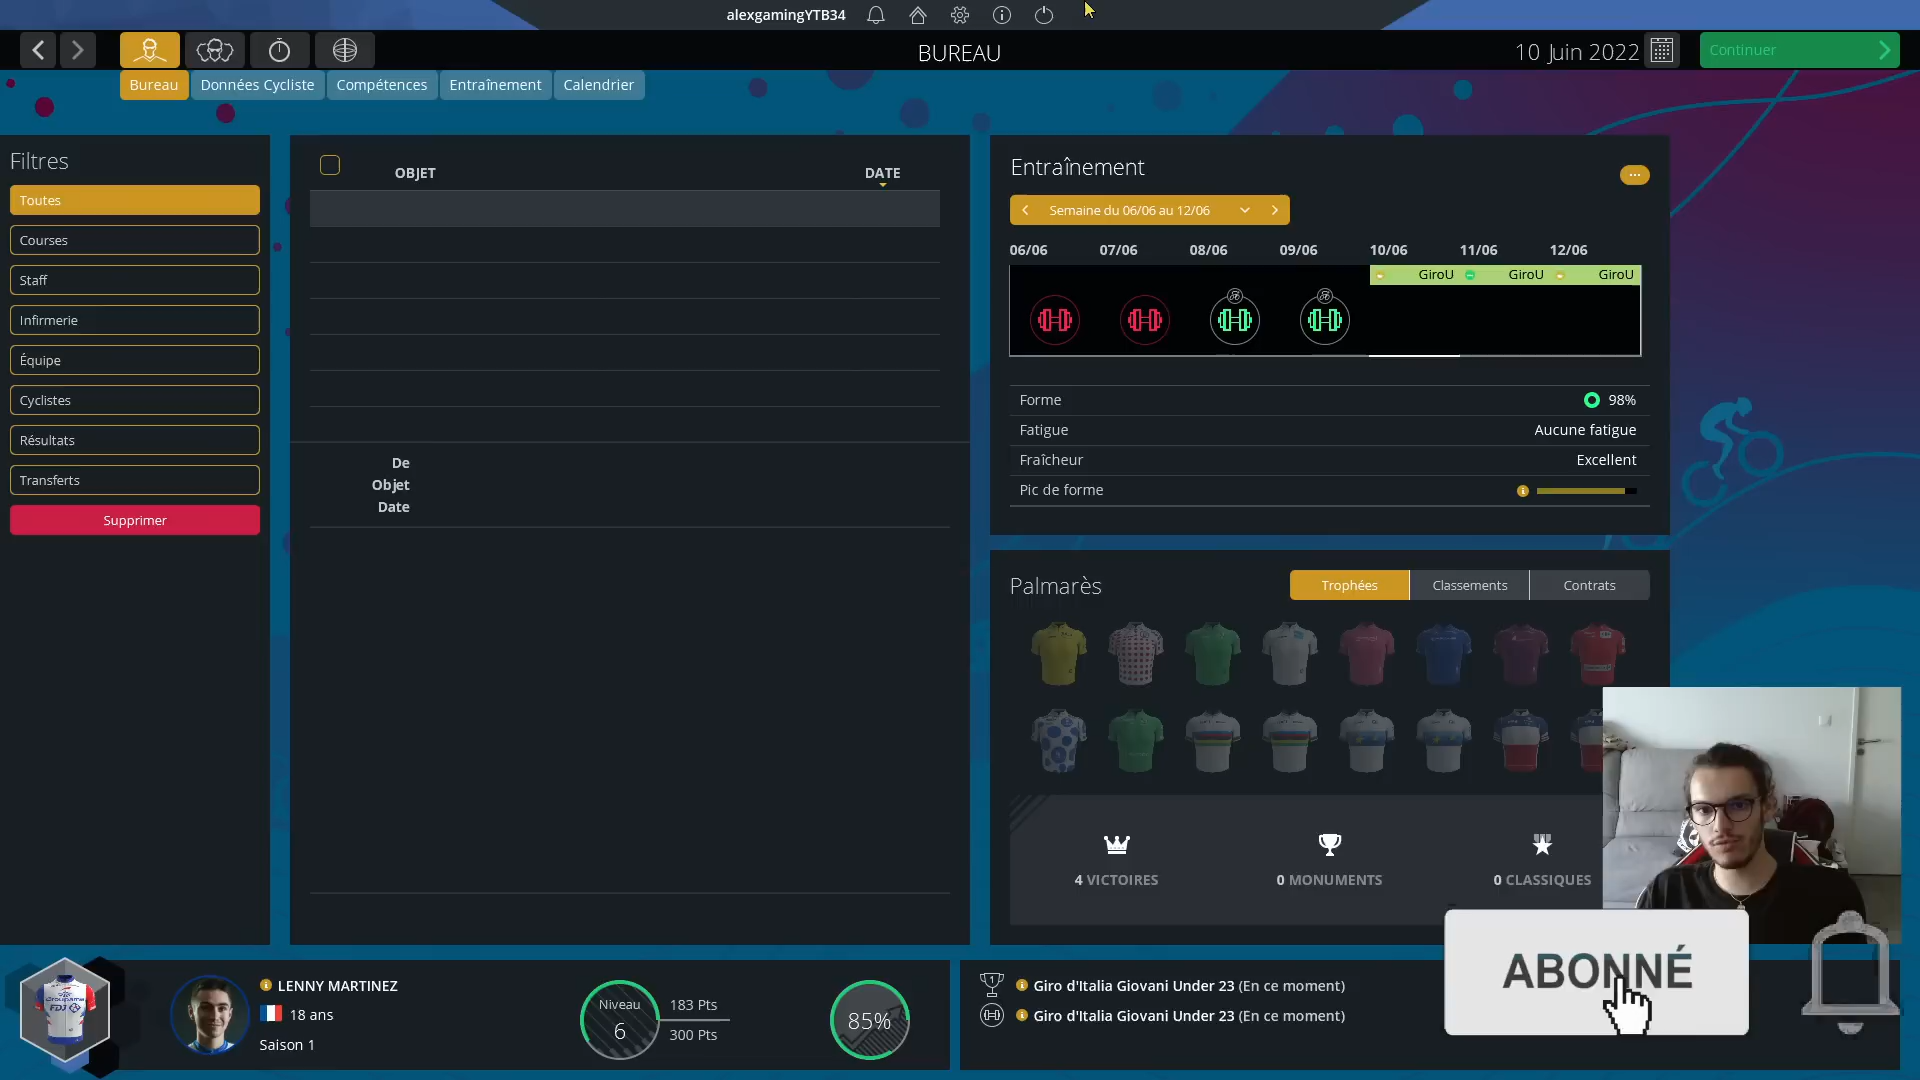 alexgamingYTB34
BUREAU
10 Juin 2022
Continuer
Bureau
Données Cycliste
Compétences
Entraînement
Calendrier
Filtres
Toutes
Courses
Staff
Infirmerie
Équipe
Cyclistes
Résultats
Transferts
Supprimer
OBJET
DATE
De
Objet
Date
Entraînement
Semaine du 06/06 au 12/06
06/06 07/06 08/06 09/06 10/06 11/06 12/06
GiroU GiroU GiroU
Forme 98%
Fatigue Aucune fatigue
Fraîcheur Excellent
Pic de forme
Palmarès
Trophées
Classements
Contrats
4 VICTOIRES
0 MONUMENTS
0 CLASSIQUES
Groupama
FDJ
LENNY MARTINEZ
18 ans
Saison 1
Niveau
6
183 Pts
300 Pts
85%
1
Giro d'Italia Giovani Under 23 (En ce moment)
Giro d'Italia Giovani Under 23 (En ce moment)
ABONNÉ